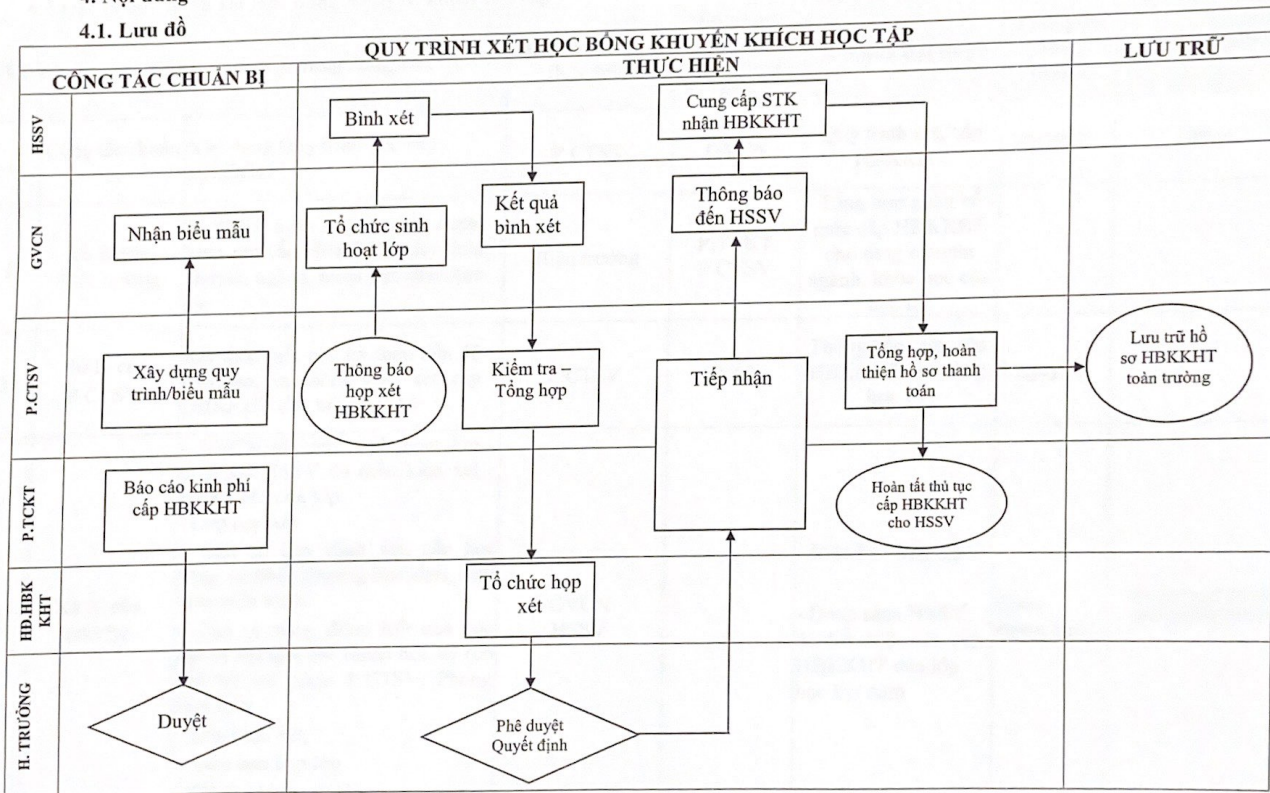 4.1. Lưu đồ
QUY TRÌNH XÉT HỌC BỔNG KHUYẾN KHÍCH HỌC TẬP
LƯU TRỮ
CÔNG TÁC CHUẨN BỊ
THỰC HIỆN
HSSV
Bình xét
Cung cấp STK
nhận HBKKHT
GVCN
Nhận biểu mẫu
Tổ chức sinh
hoạt lớp
Kết quả
bình xét
Thông báo
đến HSSV
P.CTSV
Xây dựng quy
trình/biểu mẫu
Thông báo
họp xét
HBKKHT
Kiểm tra –
Tổng hợp
Tiếp nhận
Tổng hợp, hoàn
thiện hồ sơ thanh
toán
Lưu trữ hồ
sơ HBKKHT
toàn trường
P.TCKT
Báo cáo kinh phí
cấp HBKKHT
Hoàn tất thủ tục
cấp HBKKHT
cho HSSV
HĐ.HBK
KHT
Tổ chức họp
xét
H. TRƯỞNG
Duyệt
Phê duyệt
Quyết định